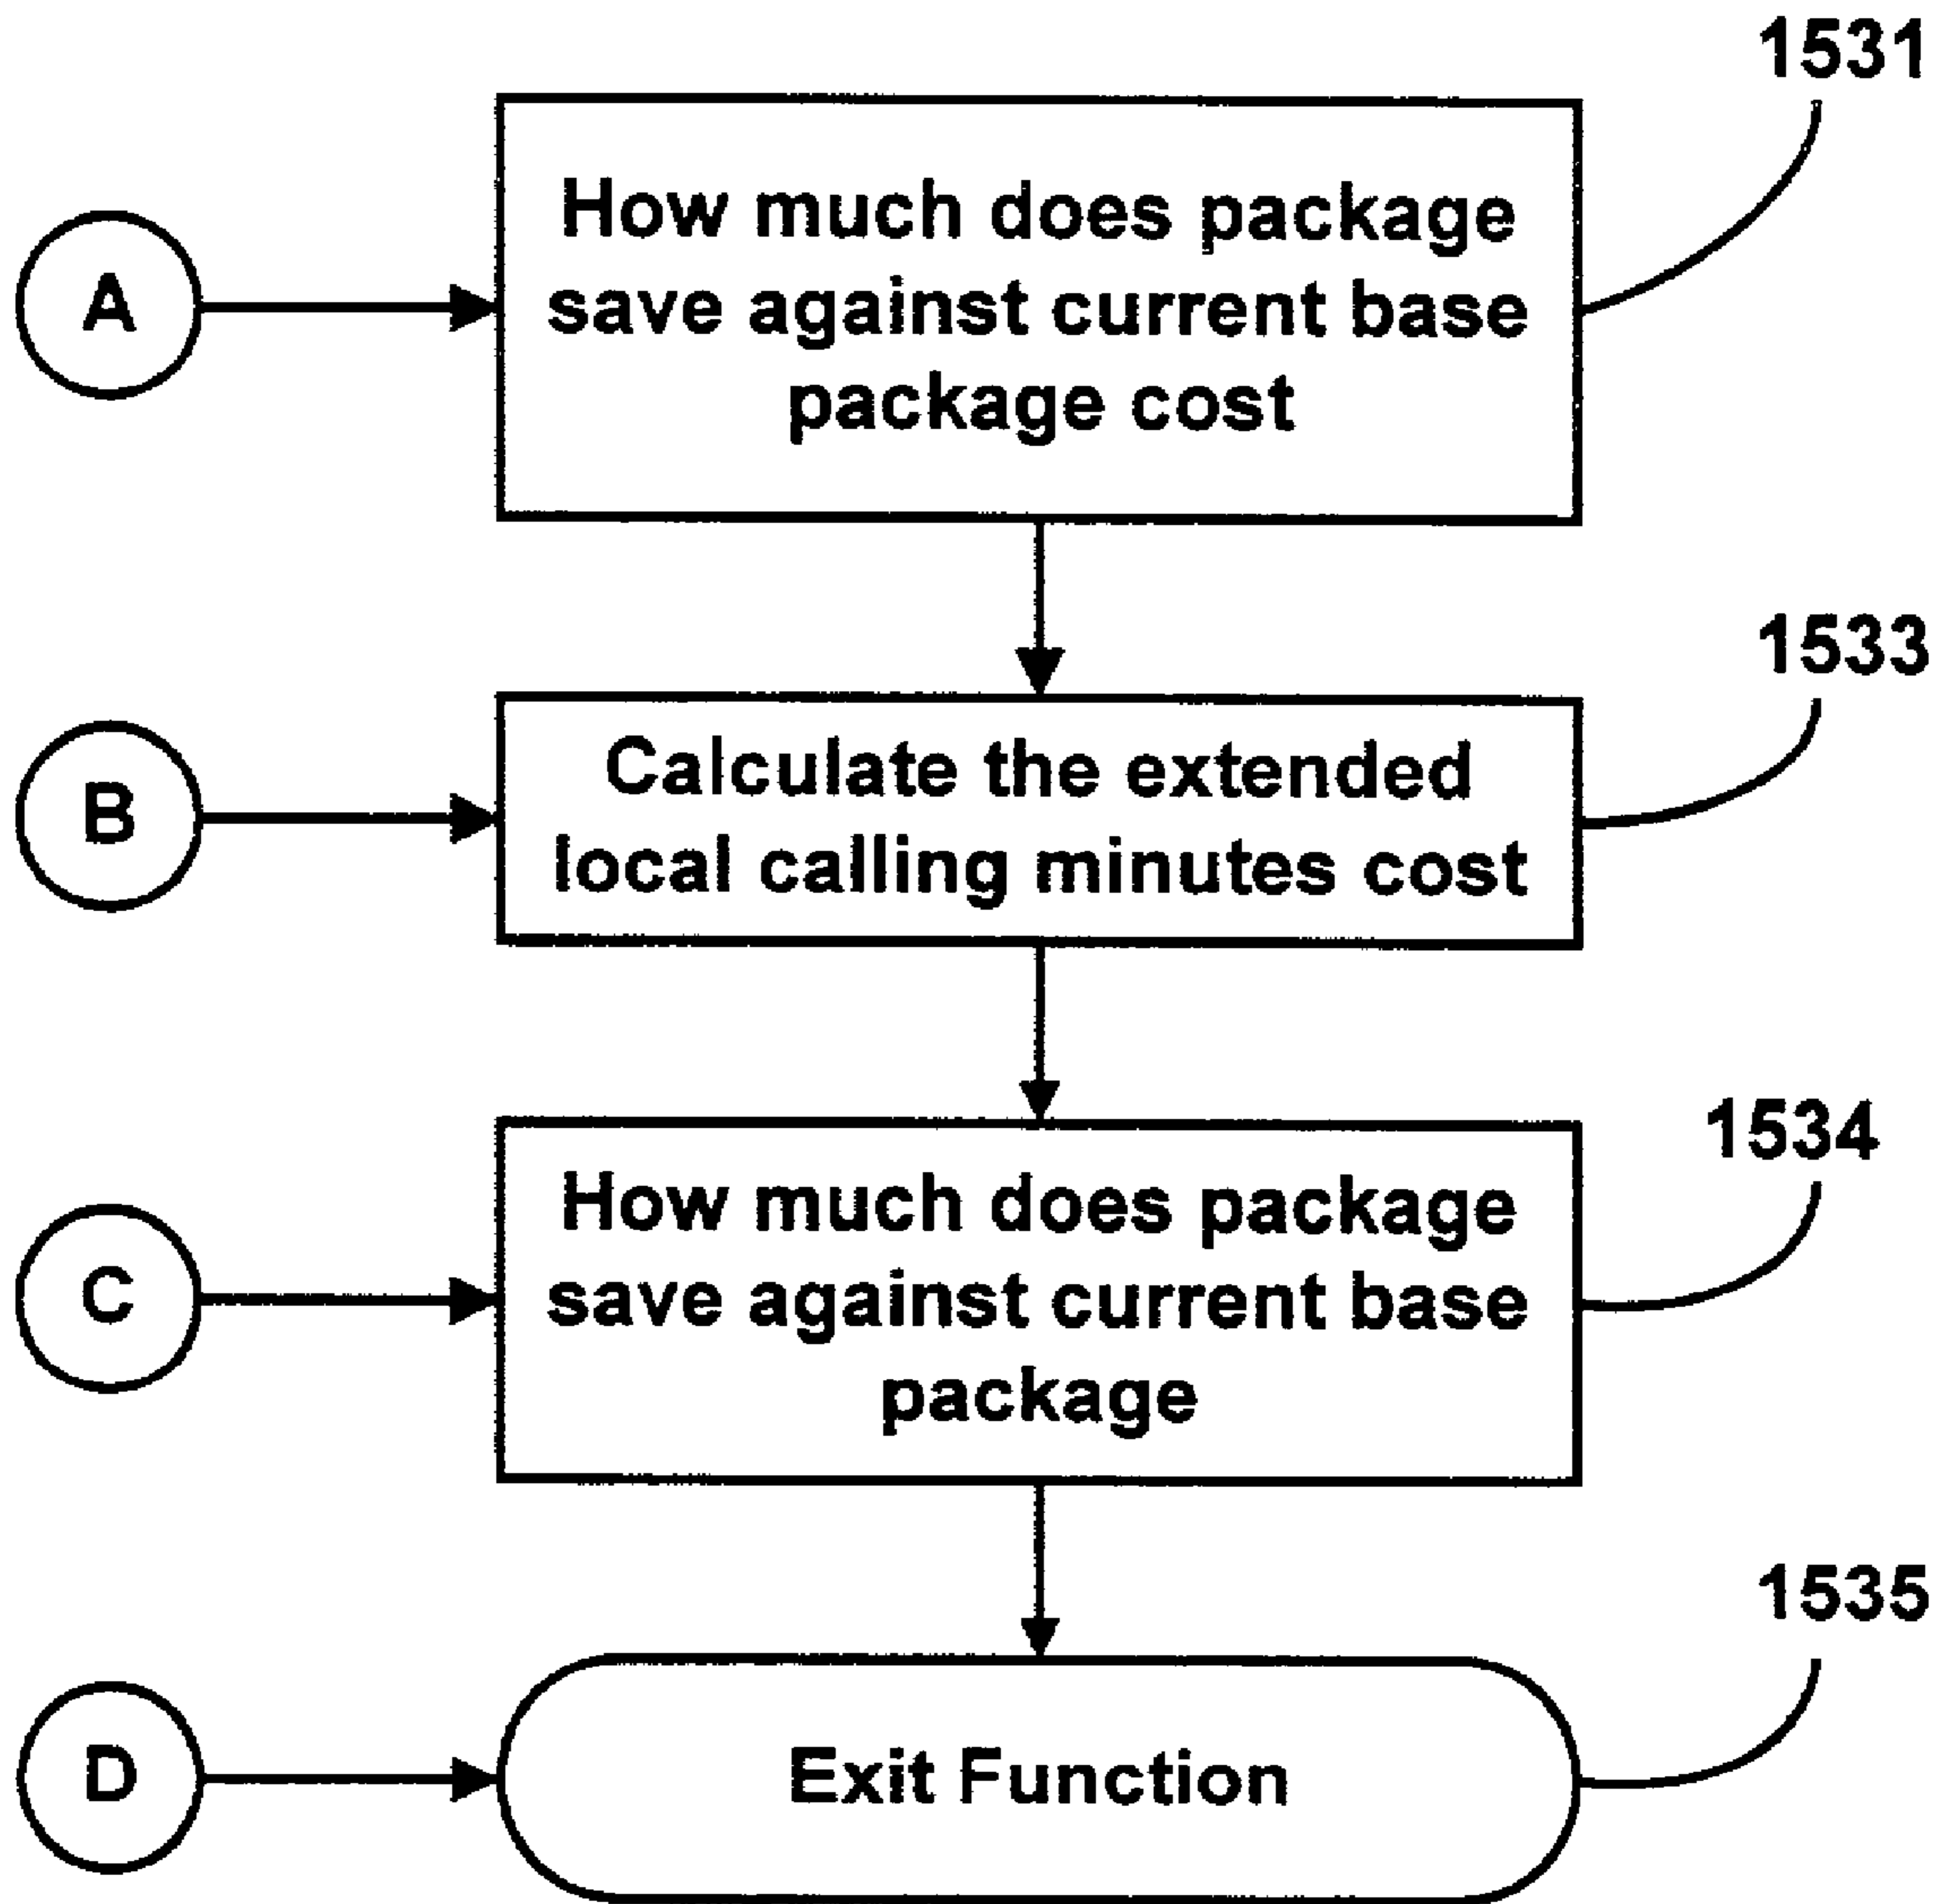 1531
How much does package
save against current base
package cost
A
1533
Calculate the extended
local calling minutes cost
B
1534
How much does package
save against current base
package
C
1535
Exit Function
D